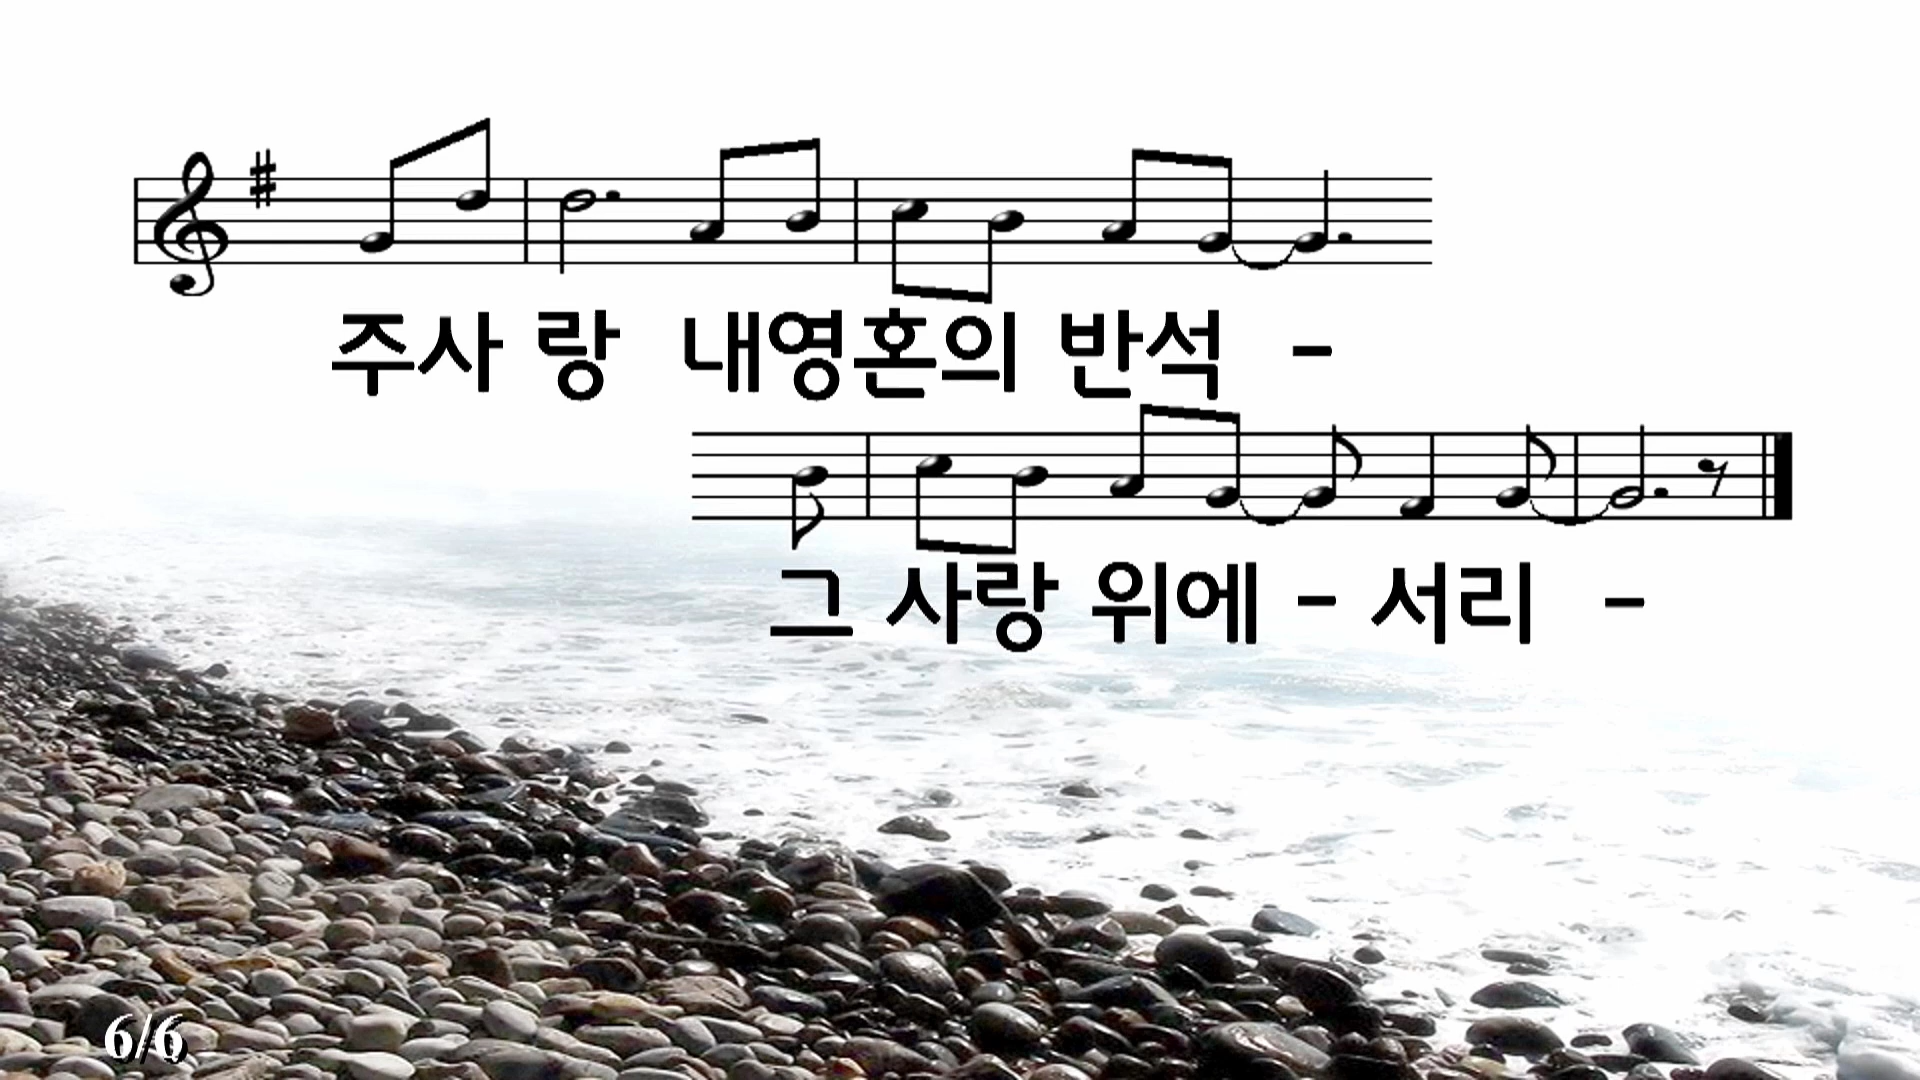 주사 랑 내영혼의 반석 -
그 사랑 위에 - 서리 -
6/6